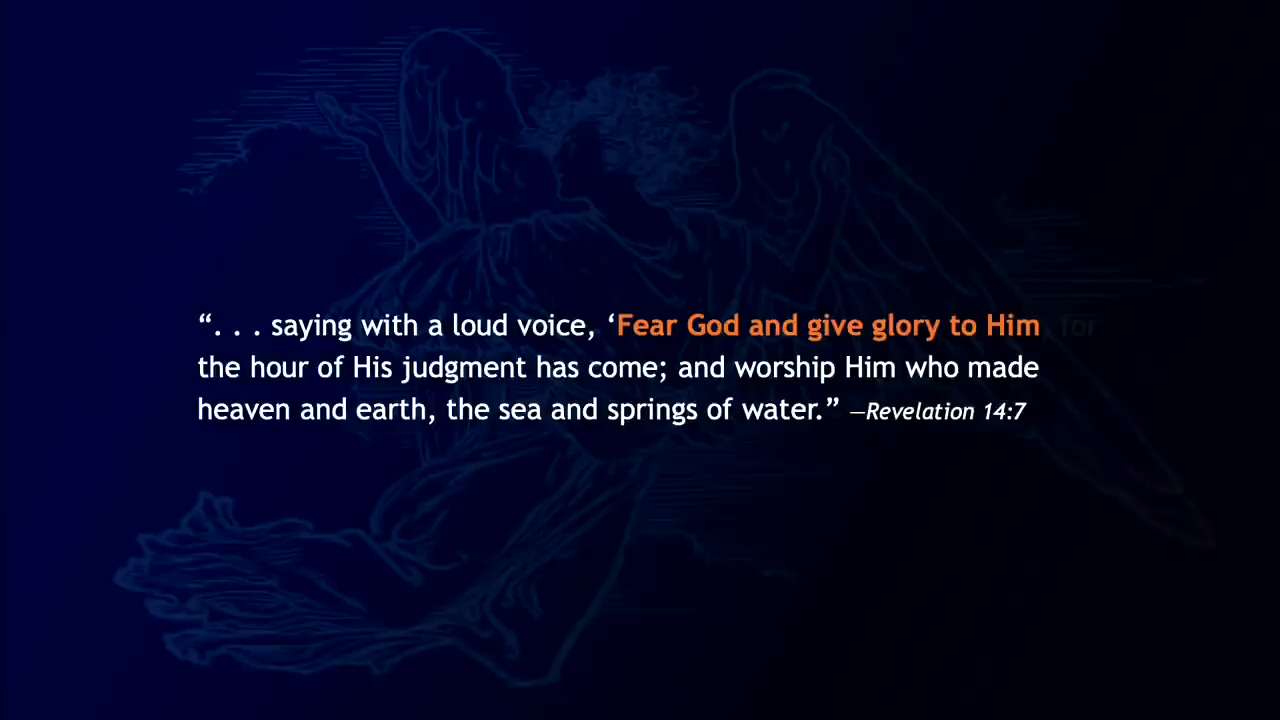 “. . . saying with a loud voice, ‘Fear God and give glory to Him for
the hour of His judgment has come; and worship Him who made
heaven and earth, the sea and springs of water.” —Revelation 14:7